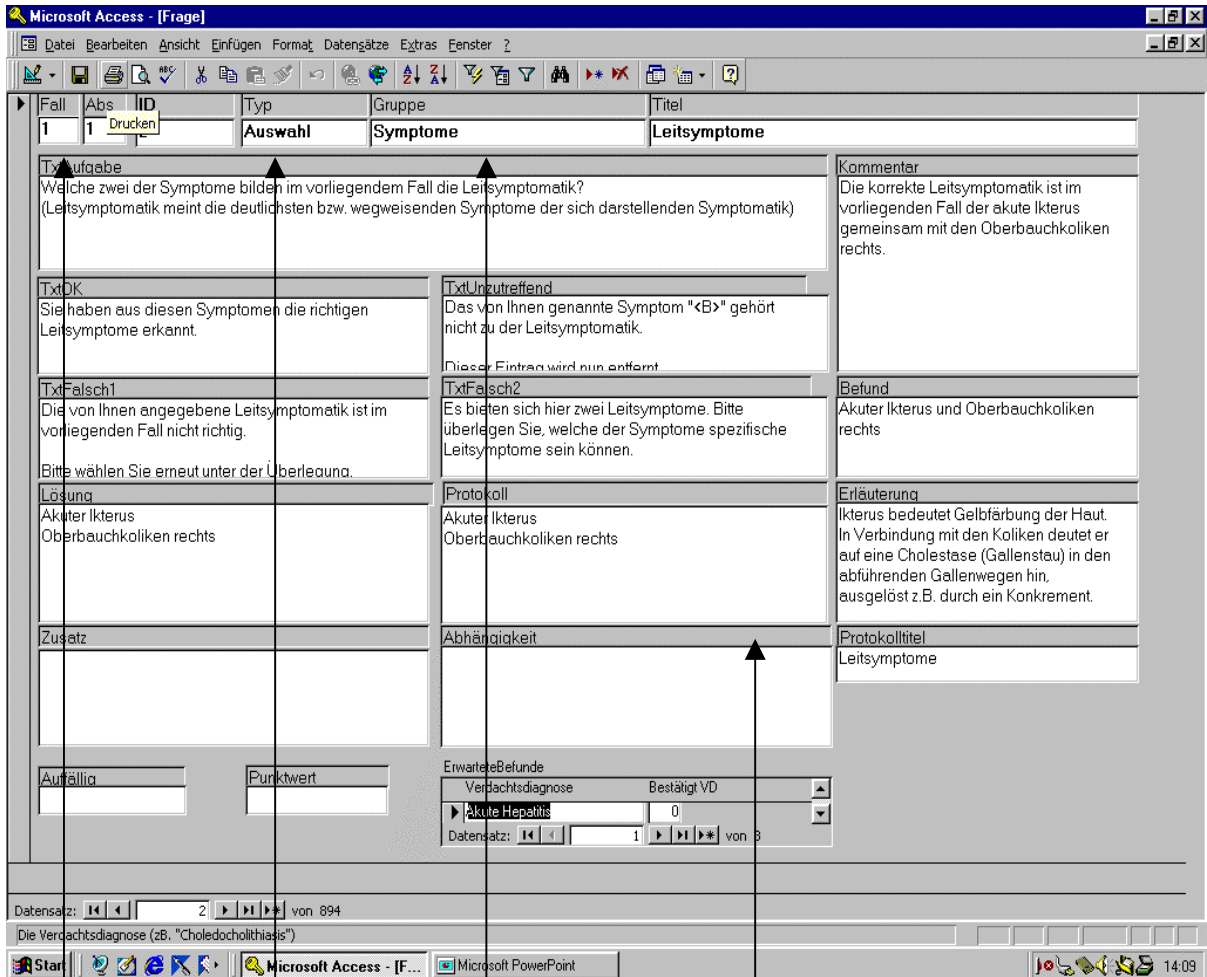 Microsoft Access - [Frage]
Datei Bearbeiten Ansicht Einfügen Format Datensätze Extras Fenster ?
Fall Abs ID Typ Gruppe Titel
1 1 Drucken Auswahl Symptome Leitsymptome
TxtAufgabe
Welche zwei der Symptome bilden im vorliegendem Fall die Leitsymptomatik?
(Leitsymptomatik meint die deutlichsten bzw. wegweisenden Symptome der sich darstellenden Symptomatik)
Kommentar
Die korrekte Leitsymptomatik ist im
vorliegenden Fall der akute Ikterus
gemeinsam mit den Oberbauchkoliken
rechts.
TxtOK
Sie haben aus diesen Symptomen die richtigen
Leitsymptome erkannt.
TxtUnzutreffend
Das von Ihnen genannte Symptom "<B>" gehört
nicht zu der Leitsymptomatik.
Dieser Eintrag wird nun entfernt
TxtFalsch1
Die von Ihnen angegebene Leitsymptomatik ist im
vorliegenden Fall nicht richtig.
Bitte wählen Sie erneut unter der Überlegung,
TxtFalsch2
Es bieten sich hier zwei Leitsymptome. Bitte
überlegen Sie, welche der Symptome spezifische
Leitsymptome sein können.
Befund
Akuter Ikterus und Oberbauchkoliken
rechts
Lösung
Akuter Ikterus
Oberbauchkoliken rechts
Protokoll
Akuter Ikterus
Oberbauchkoliken rechts
Erläuterung
Ikterus bedeutet Gelbfärbung der Haut.
In Verbindung mit den Koliken deutet er
auf eine Cholestase (Gallenstau) in den
abführenden Gallenwegen hin,
ausgelöst z.B. durch ein Konkrement.
Zusatz
Abhängigkeit
Protokolltitel
Leitsymptome
Auffällig
Punktwert
ErwarteteBefunde
Verdachtsdiagnose Bestätigt VD
Akute Hepatitis 0
Datensatz: 1 von 3
Datensatz: 2 von 894
Die Verdachtsdiagnose (zB. "Choledocholithiasis")
Start Microsoft Access - [F... Microsoft PowerPoint 14:09